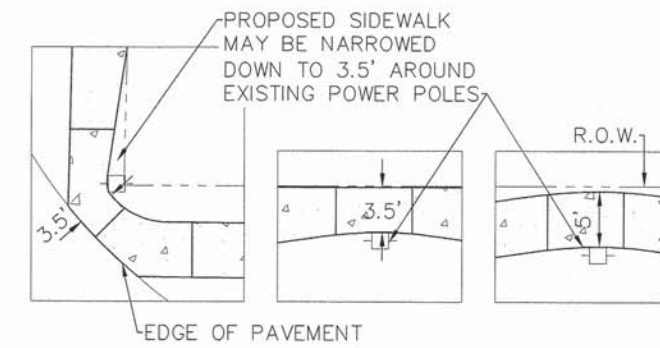 PROPOSED SIDEWALK
MAY BE NARROWED
DOWN TO 3.5' AROUND
EXISTING POWER POLES
R.O.W.
3.5'
3.5'
5'
EDGE OF PAVEMENT